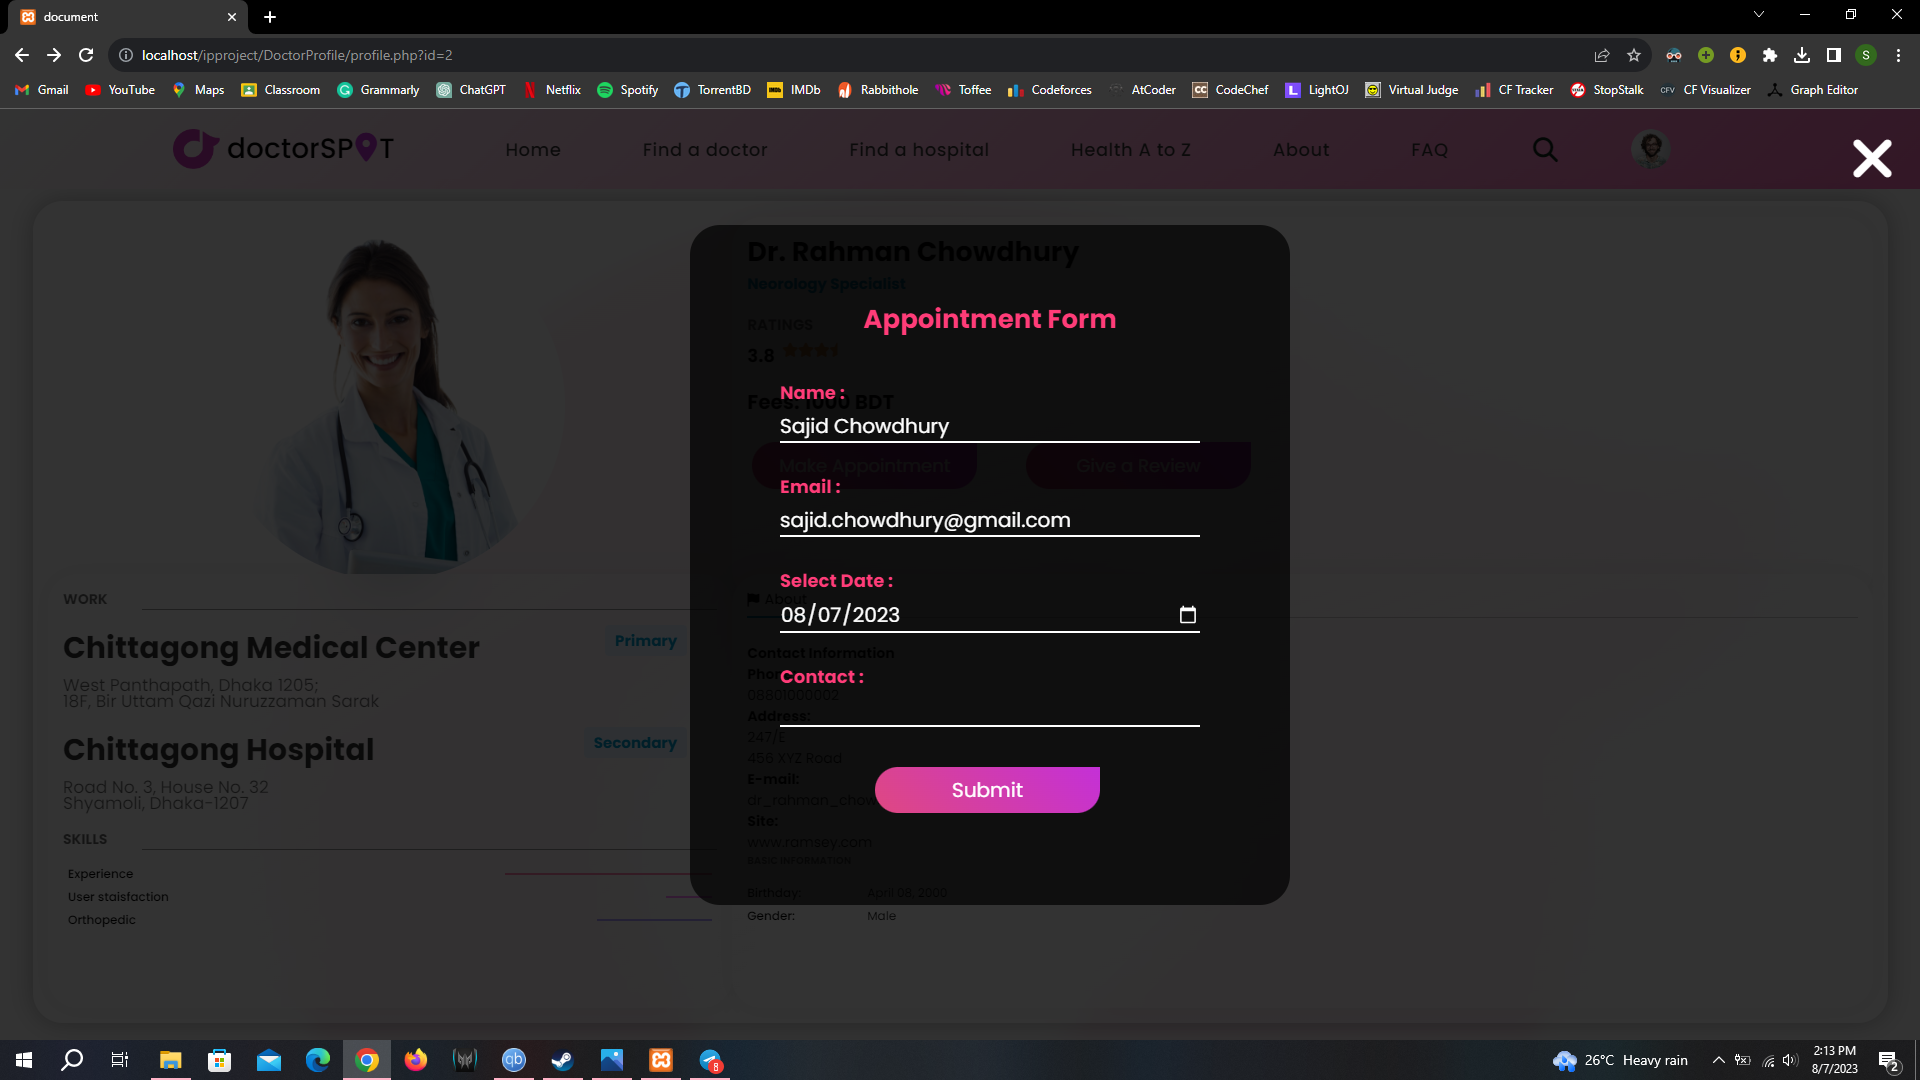 document
localhost/ipproject/DoctorProfile/profile.php?id=2
S
Gmail YouTube Maps Classroom Grammarly ChatGPT Netflix Spotify TorrentBD IMDb Rabbithole Toffee Codeforces AtCoder CodeChef LightOJ Virtual Judge CF Tracker StopStalk CF Visualizer Graph Editor
doctorSPOT Home Find a doctor Find a hospital Health A to Z About FAQ
Dr. Rahman Chowdhury
Neorology Specialist
RATINGS
3.8
Fees: 1000 BDT
Make Appointment Give a Review
Appointment Form
Name :
Sajid Chowdhury
Email :
sajid.chowdhury@gmail.com
Select Date :
08/07/2023
Contact :
Submit
WORK
Chittagong Medical Center Primary
West Panthapath, Dhaka 1205;
18F, Bir Uttam Qazi Nuruzzaman Sarak
Chittagong Hospital Secondary
Road No. 3, House No. 32
Shyamoli, Dhaka-1207
SKILLS
Experience
User staisfaction
Orthopedic
About
Contact Information
08801000002
Address:
247/E
456 XYZ Road
E-mail:
Site:
www.ramsey.com
BASIC INFORMATION
Birthday: April 08, 2000
Gender: Male
26°C Heavy rain
2:13 PM
8/7/2023
2
8